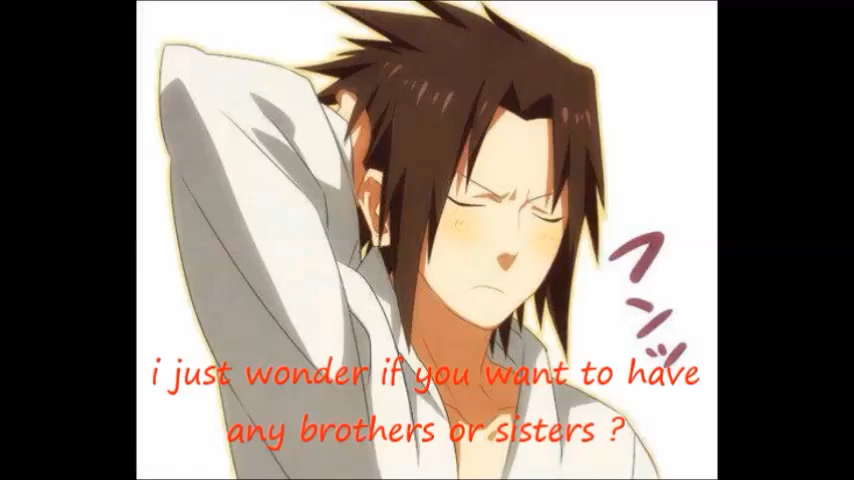 フンッ
i just wonder if you want to have
any brothers or sisters ?